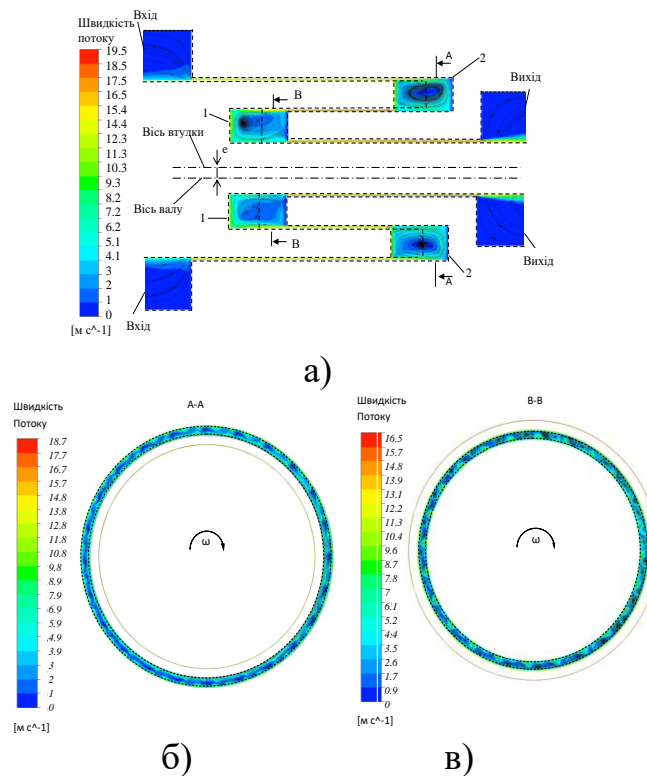 Вхід
Швидкість
потоку
19.5
18.5
17.5
16.5
15.4
14.4
13.4
12.3
11.3
10.3
9.3
8.2
7.2
6.2
5.1
4.1
3.1
2
1
0
[м с^-1]
A
2
Вихід
B
1
e
Вісь втулки
Вісь валу
1
B
2
A
Вихід
Вхід
а)
A-A
Швидкість
Потоку
18.7
17.7
16.7
15.8
14.8
13.8
12.8
11.8
10.8
9.8
8.9
7.9
6.9
5.9
4.9
3.9
3
2
1
0
[м с^-1]
ω
B-B
Швидкість
Потоку
16.5
15.7
14.8
13.9
13.1
12.2
11.3
10.4
9.6
8.7
7.8
7
6.1
5.2
4.4
3.5
2.6
1.7
0.9
0
[м с^-1]
ω
б)
в)